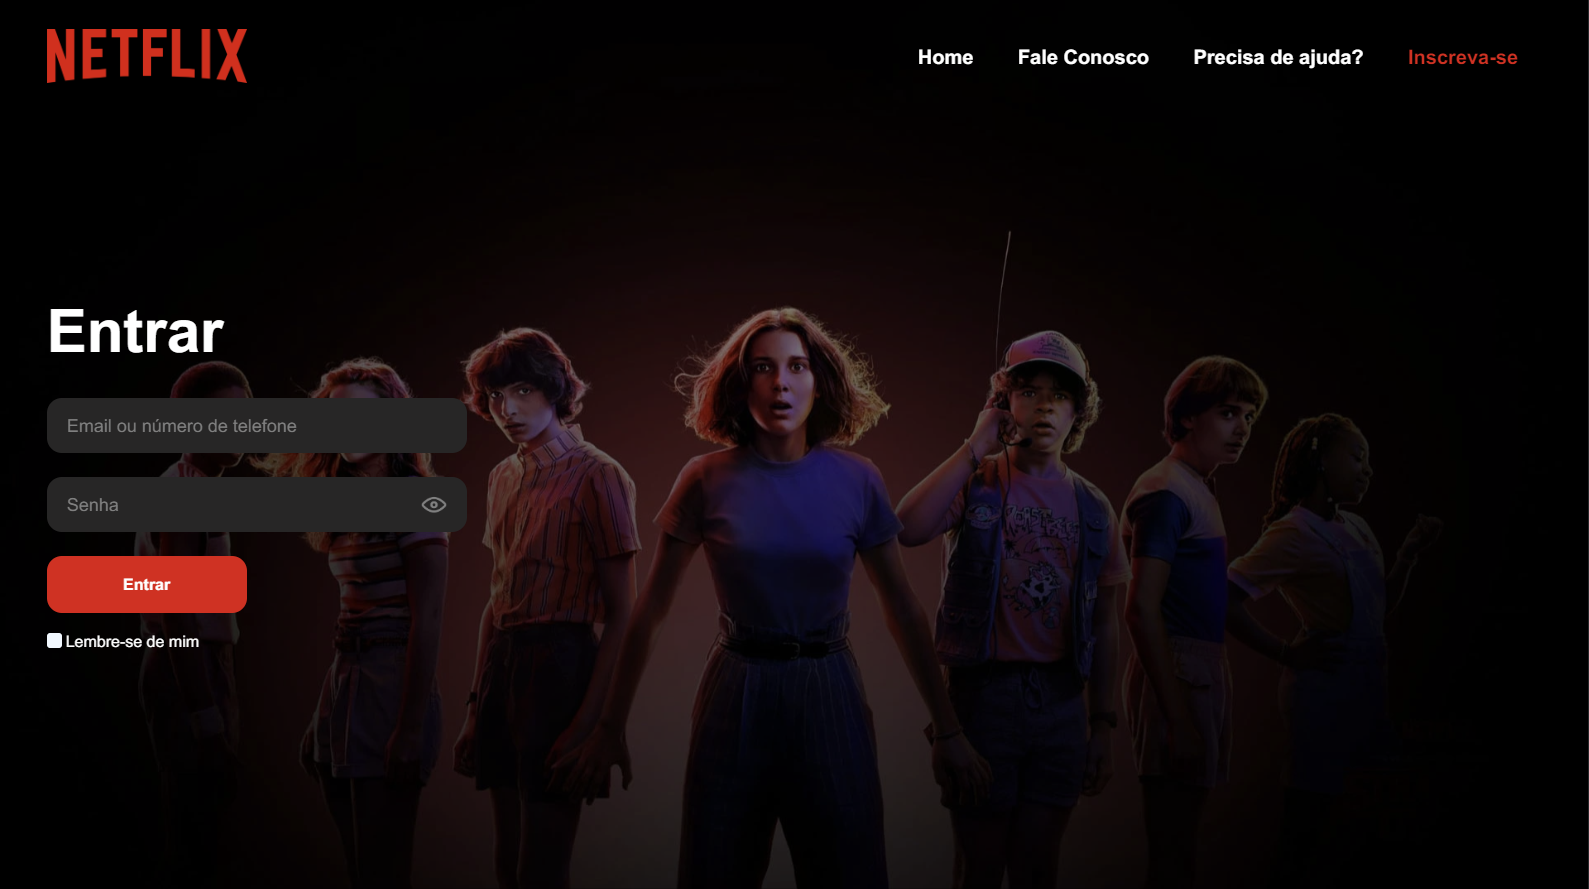 NETFLIX
Home Fale Conosco Precisa de ajuda? Inscreva-se
Entrar
Email ou número de telefone
Senha
Entrar
Lembre-se de mim